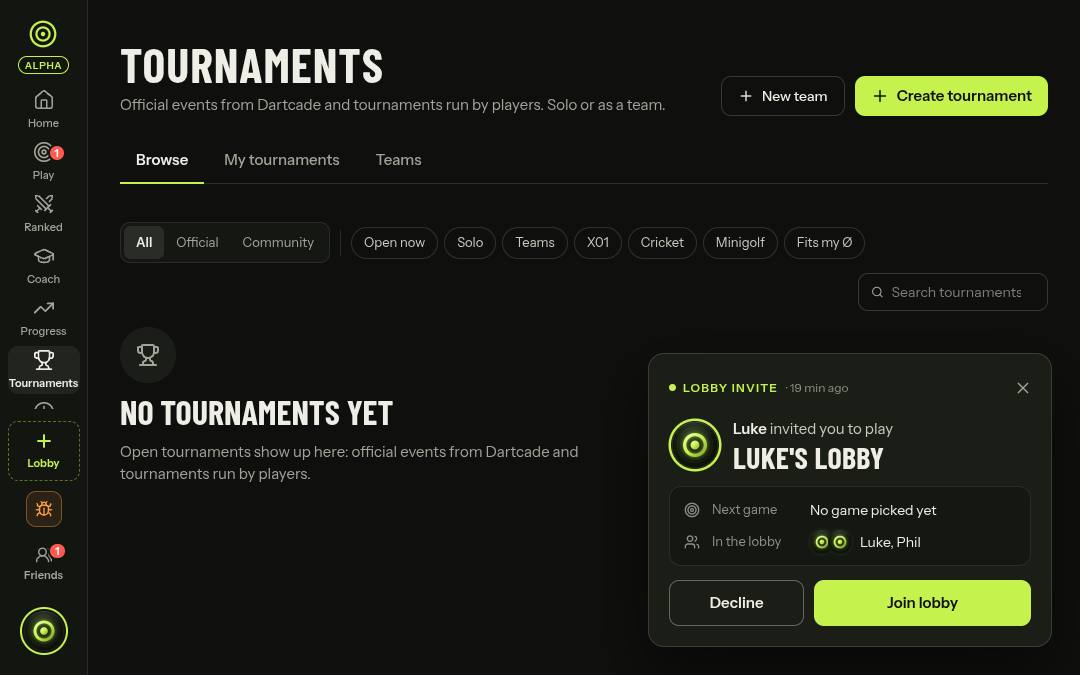 ALPHA
Home
1
Play
Ranked
Coach
Progress
Tournaments
Lobby
1
Friends
TOURNAMENTS
Official events from Dartcade and tournaments run by players. Solo or as a team.
New team
Create tournament
Browse My tournaments Teams
All Official Community Open now Solo Teams X01 Cricket Minigolf Fits my Ø
Search tournaments
NO TOURNAMENTS YET
Open tournaments show up here: official events from Dartcade and
tournaments run by players.
LOBBY INVITE · 19 min ago
Luke invited you to play
LUKE'S LOBBY
Next game No game picked yet
In the lobby Luke, Phil
Decline Join lobby